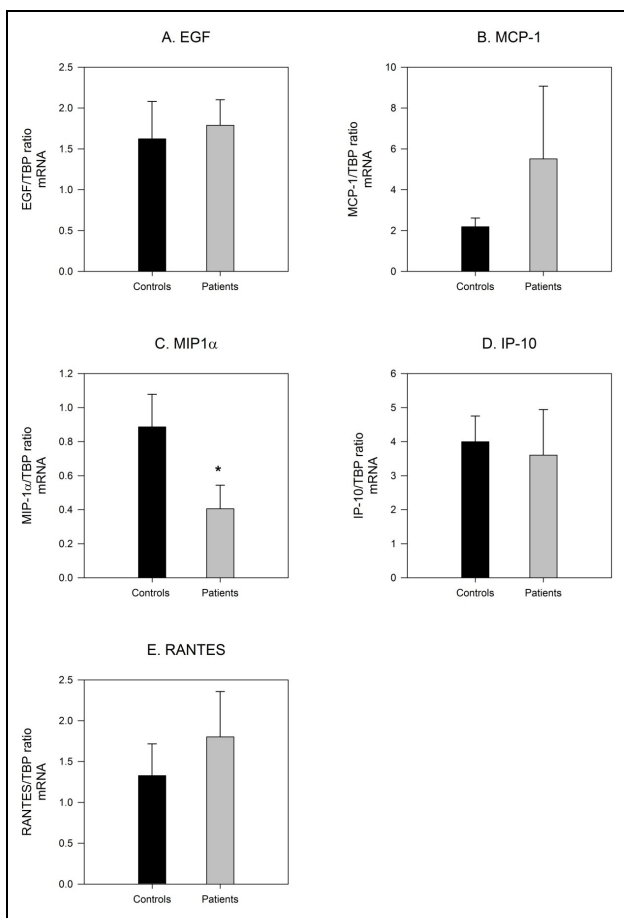 A. EGF
2.5
2.0
1.5
1.0
0.5
0.0
EGF/TBP ratio
mRNA
Controls Patients
B. MCP-1
10
8
6
4
2
0
MCP-1/TBP ratio
mRNA
Controls Patients
C. MIP1α
1.2
1.0
0.8
0.6
0.4
0.2
0.0
MIP-1α/TBP ratio
mRNA
*
Controls Patients
D. IP-10
6
5
4
3
2
1
0
IP-10/TBP ratio
mRNA
Controls Patients
E. RANTES
2.5
2.0
1.5
1.0
0.5
0.0
RANTES/TBP ratio
mRNA
Controls Patients